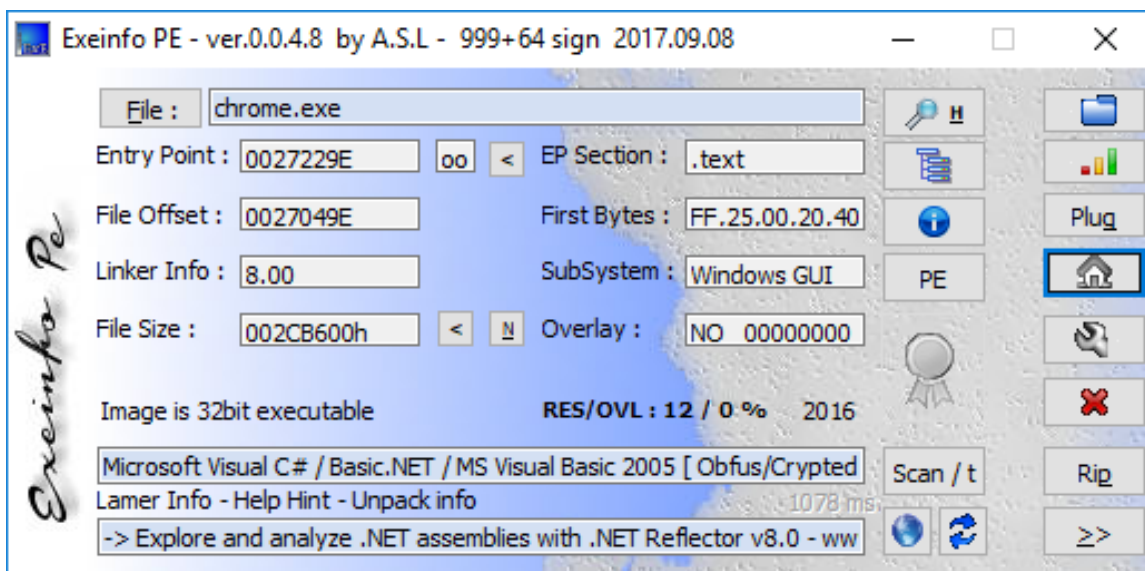 Exeinfo PE - ver.0.0.4.8 by A.S.L - 999+64 sign 2017.09.08
File : chrome.exe H
Entry Point : 0027229E oo < EP Section : .text
File Offset : 0027049E First Bytes : FF.25.00.20.40 Plug
Linker Info : 8.00 SubSystem : Windows GUI PE
File Size : 002CB600h < N Overlay : NO 00000000
Image is 32bit executable RES/OVL : 12 / 0 % 2016
Microsoft Visual C# / Basic.NET / MS Visual Basic 2005 [ Obfus/Crypted Scan / t Rip
Lamer Info - Help Hint - Unpack info 1078 ms.
-> Explore and analyze .NET assemblies with .NET Reflector v8.0 - ww >>
Exeinfo Pe